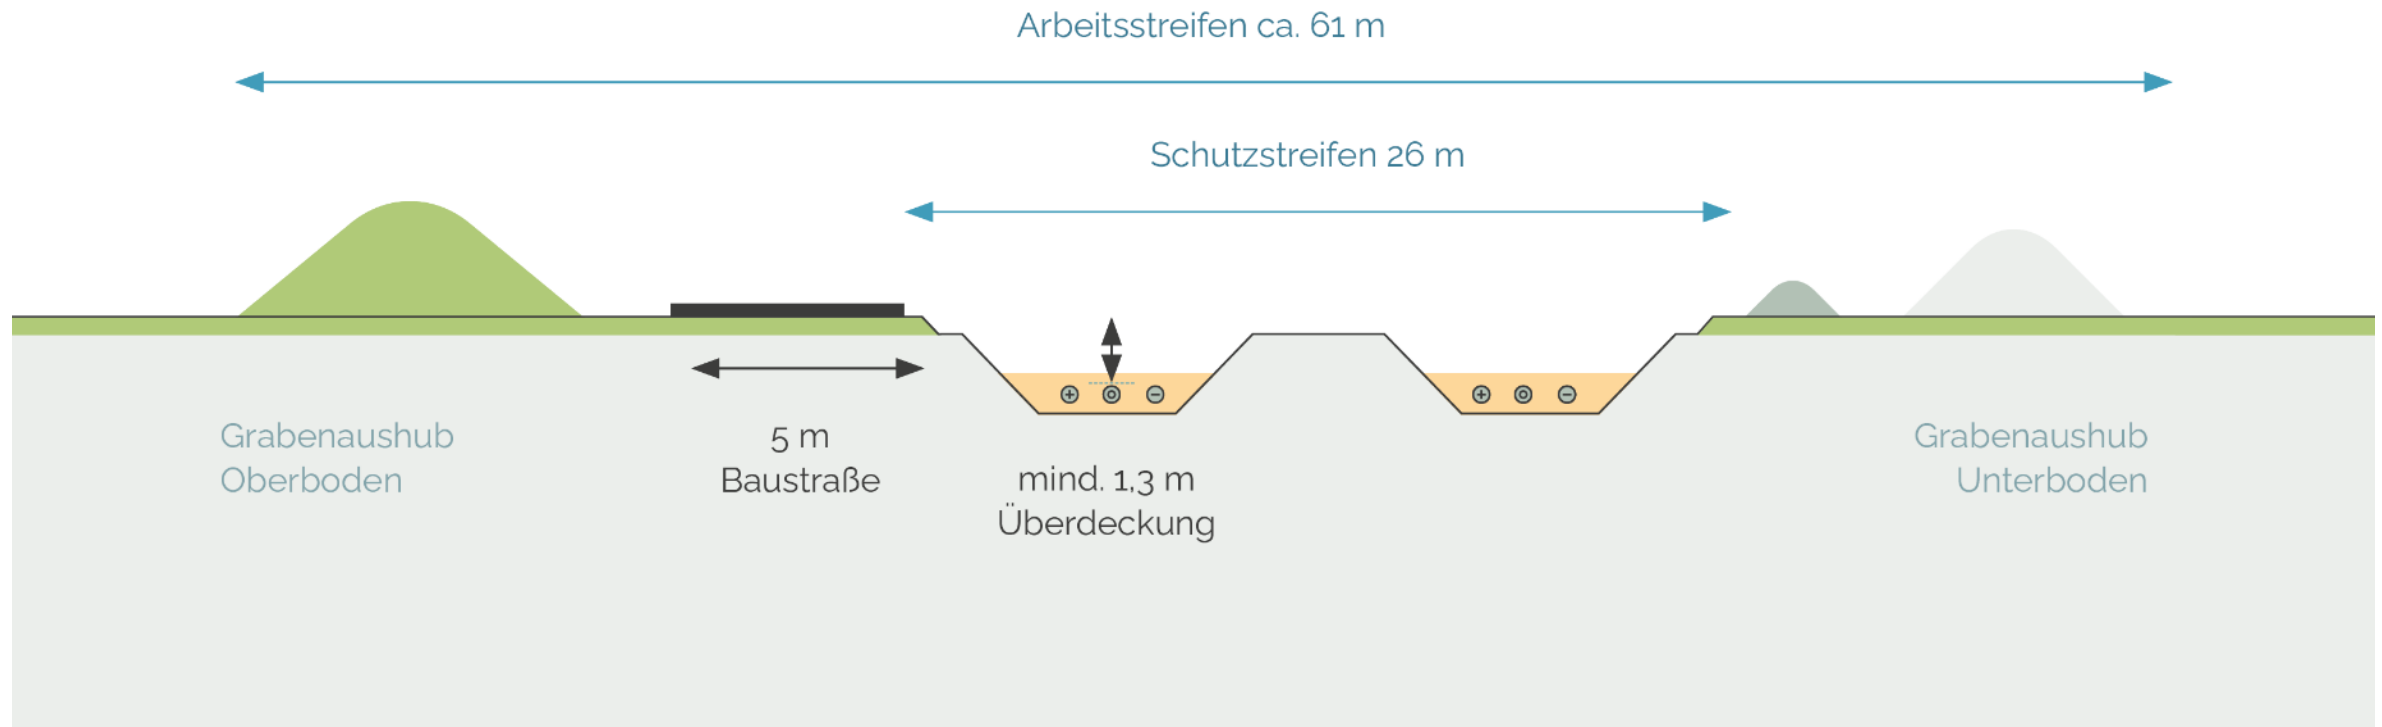 Arbeitsstreifen ca. 61 m
Schutzstreifen 26 m
Grabenaushub
Oberboden
5 m
Baustraße
mind. 1,3 m
Überdeckung
Grabenaushub
Unterboden